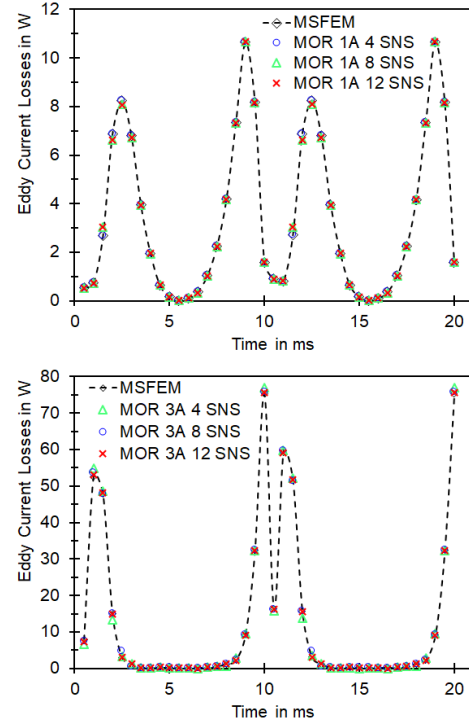 12
10
8
6
4
2
0
Eddy Current Losses in W
MSFEM
MOR 1A 4 SNS
MOR 1A 8 SNS
MOR 1A 12 SNS
0 5 10 15 20
Time in ms
80
70
60
50
40
30
20
10
0
Eddy Current Losses in W
MSFEM
MOR 3A 4 SNS
MOR 3A 8 SNS
MOR 3A 12 SNS
0 5 10 15 20
Time in ms